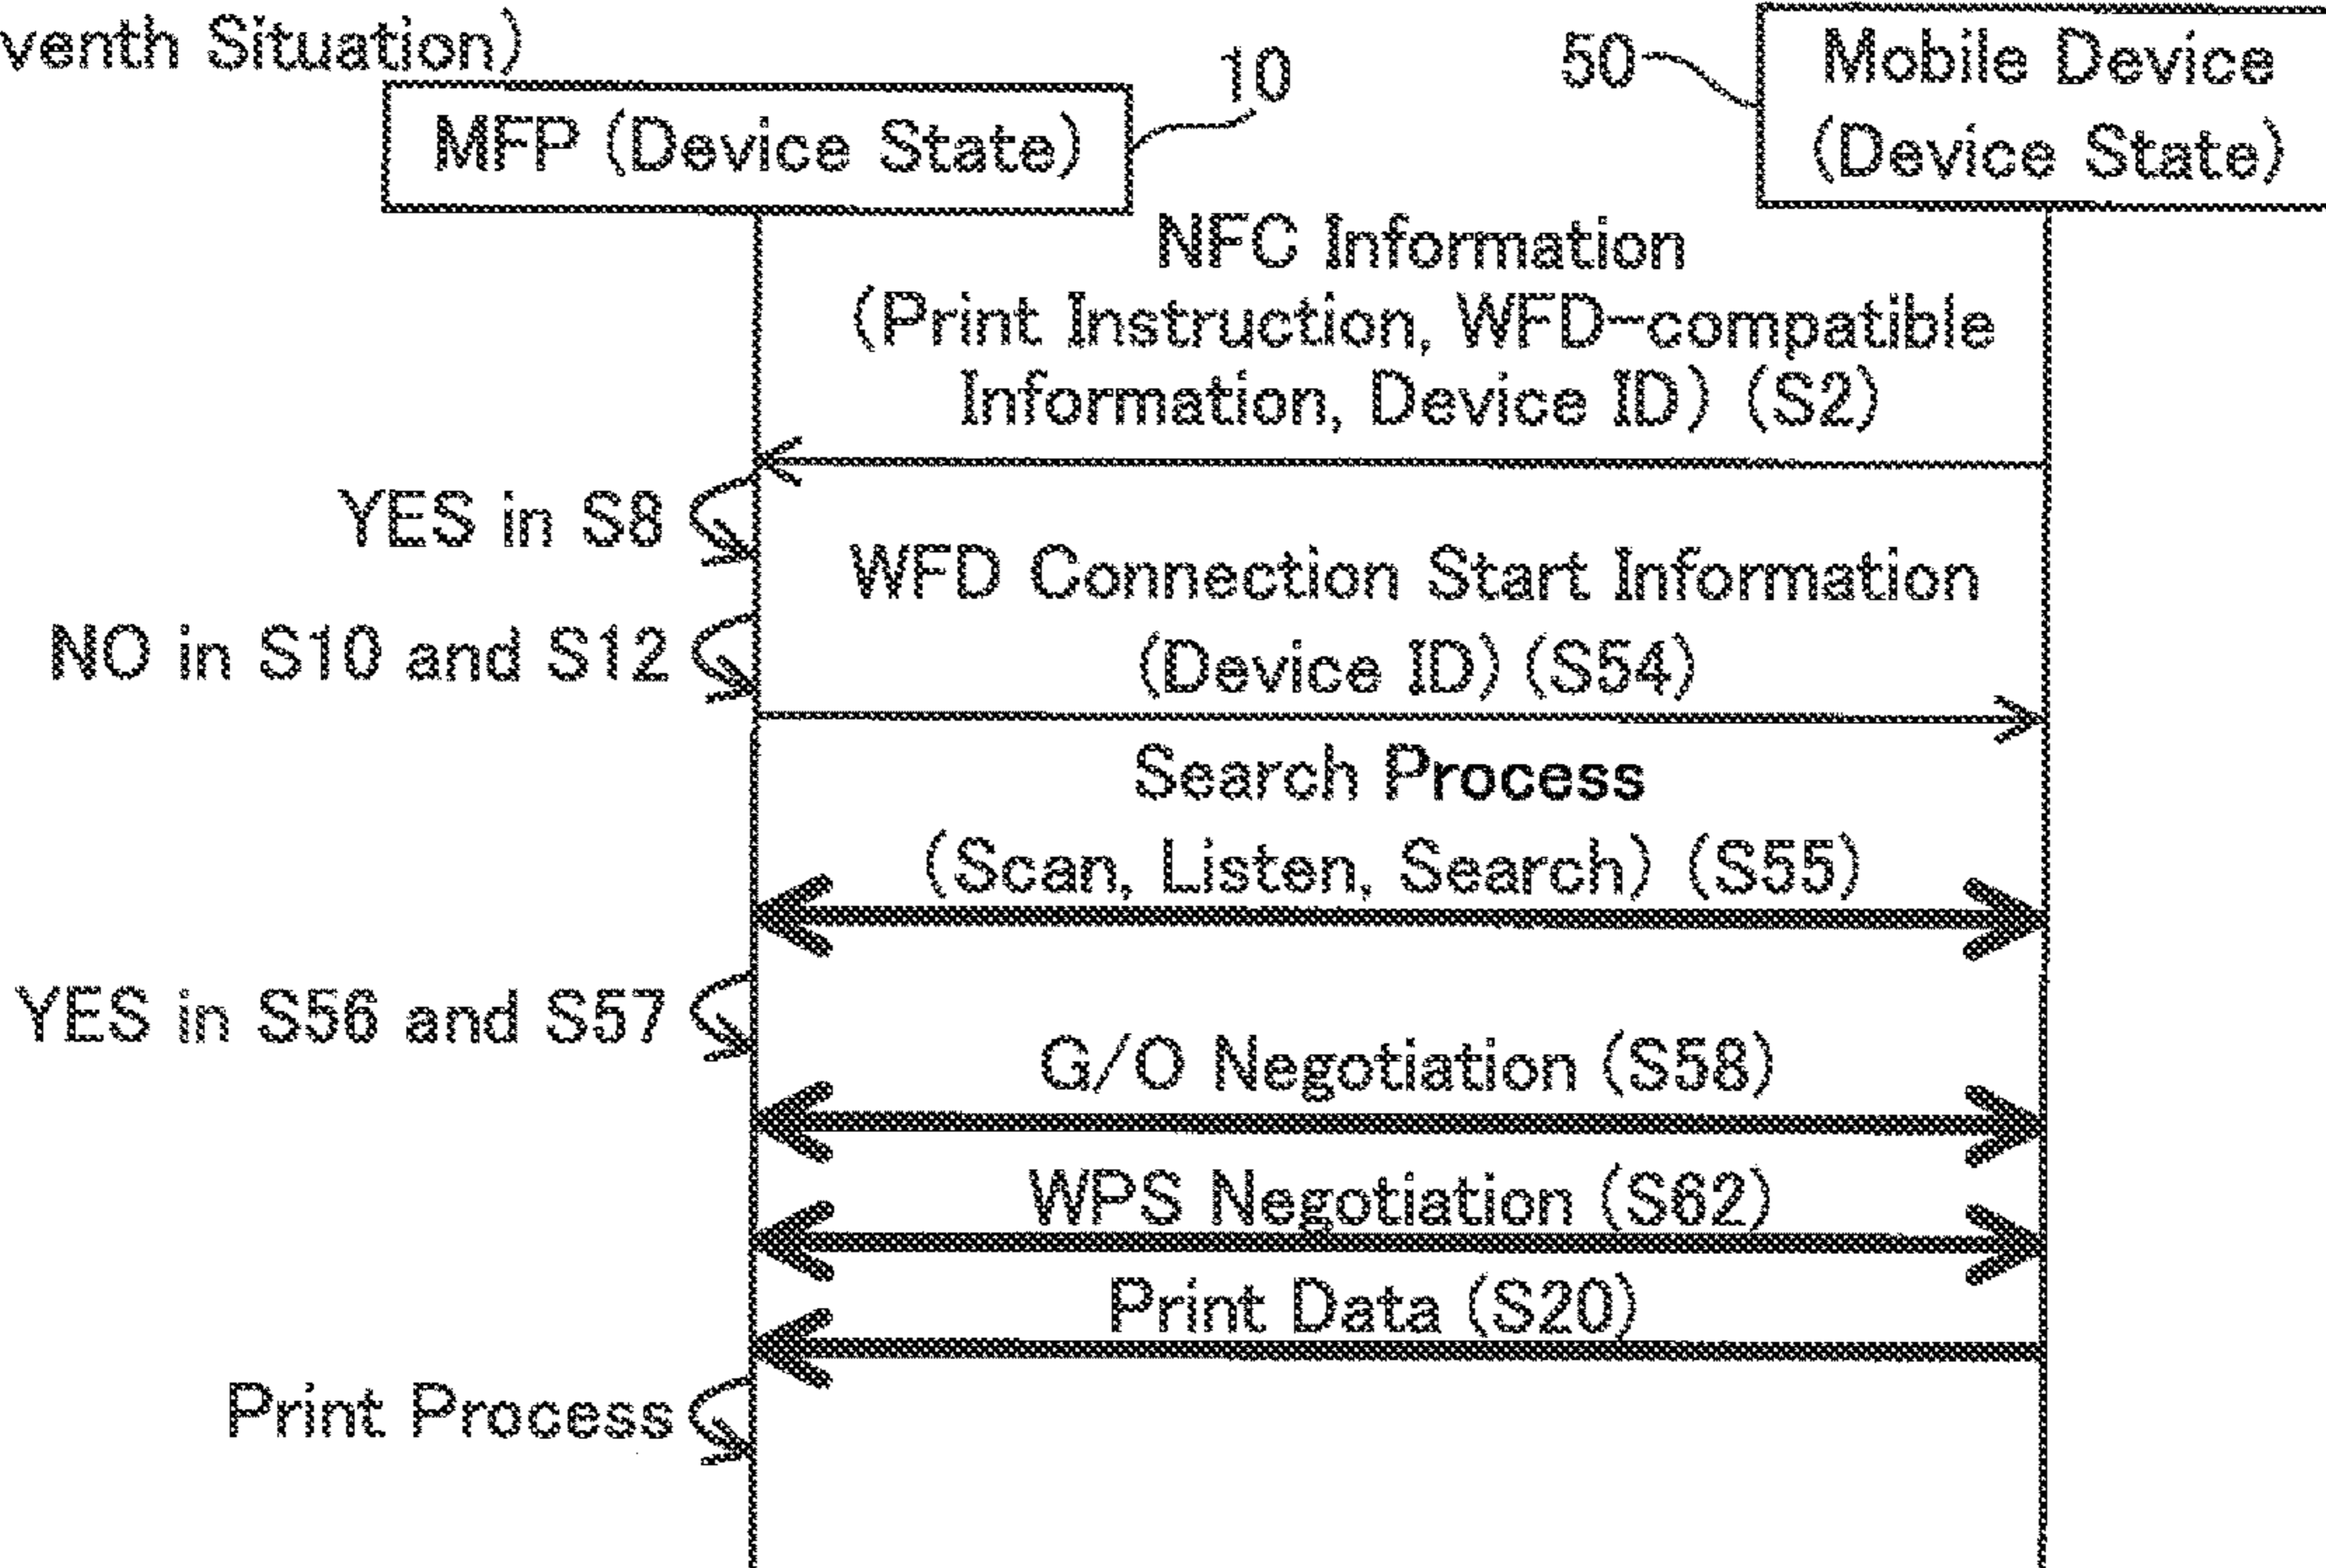 venth Situation)
MFP (Device State)
10
50
Mobile Device
(Device State)
NFC Information
(Print Instruction, WFD-compatible
Information, Device ID) (S2)
YES in S8
WFD Connection Start Information
(Device ID) (S54)
NO in S10 and S12
Search Process
(Scan, Listen, Search) (S55)
YES in S56 and S57
G/O Negotiation (S58)
WPS Negotiation (S62)
Print Data (S20)
Print Process